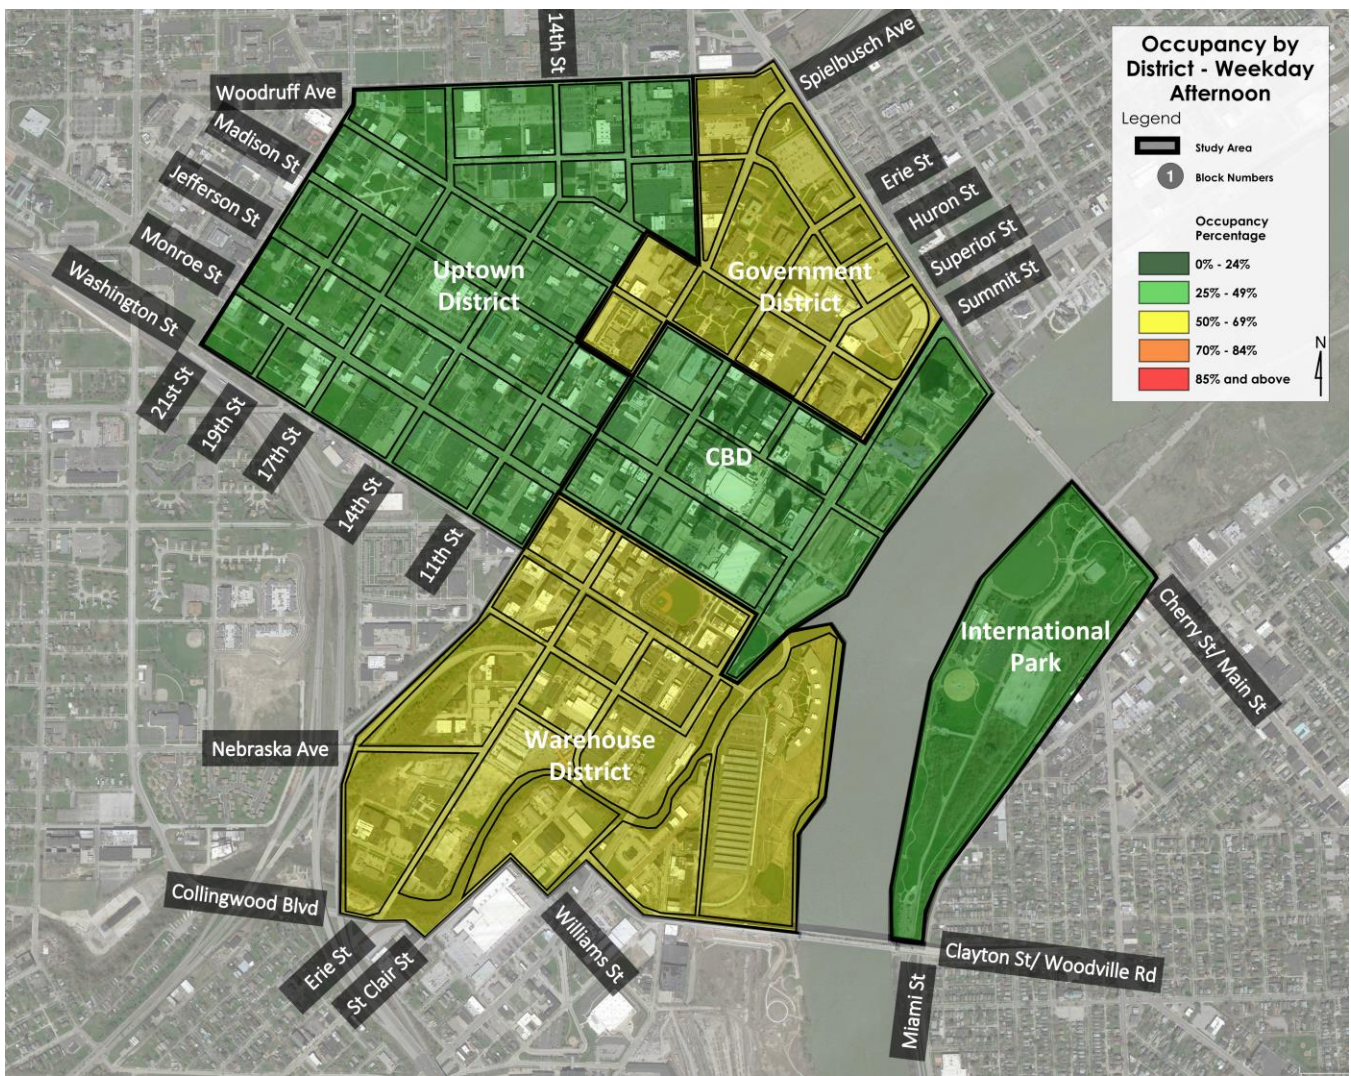 14th St
Spielbusch Ave
Occupancy by
District - Weekday
Afternoon
Legend
Study Area
1
Block Numbers
Occupancy
Percentage
0% - 24%
25% - 49%
50% - 69%
70% - 84%
85% and above
N
Woodruff Ave
Madison St
Jefferson St
Monroe St
Washington St
Erie St
Huron St
Superior St
Summit St
Uptown
District
Government
District
21st St
19th St
17th St
14th St
11th St
CBD
International
Park
Cherry St/ Main St
Nebraska Ave
Warehouse
District
Collingwood Blvd
Erie St
St Clair St
Williams St
Miami St
Clayton St/ Woodville Rd